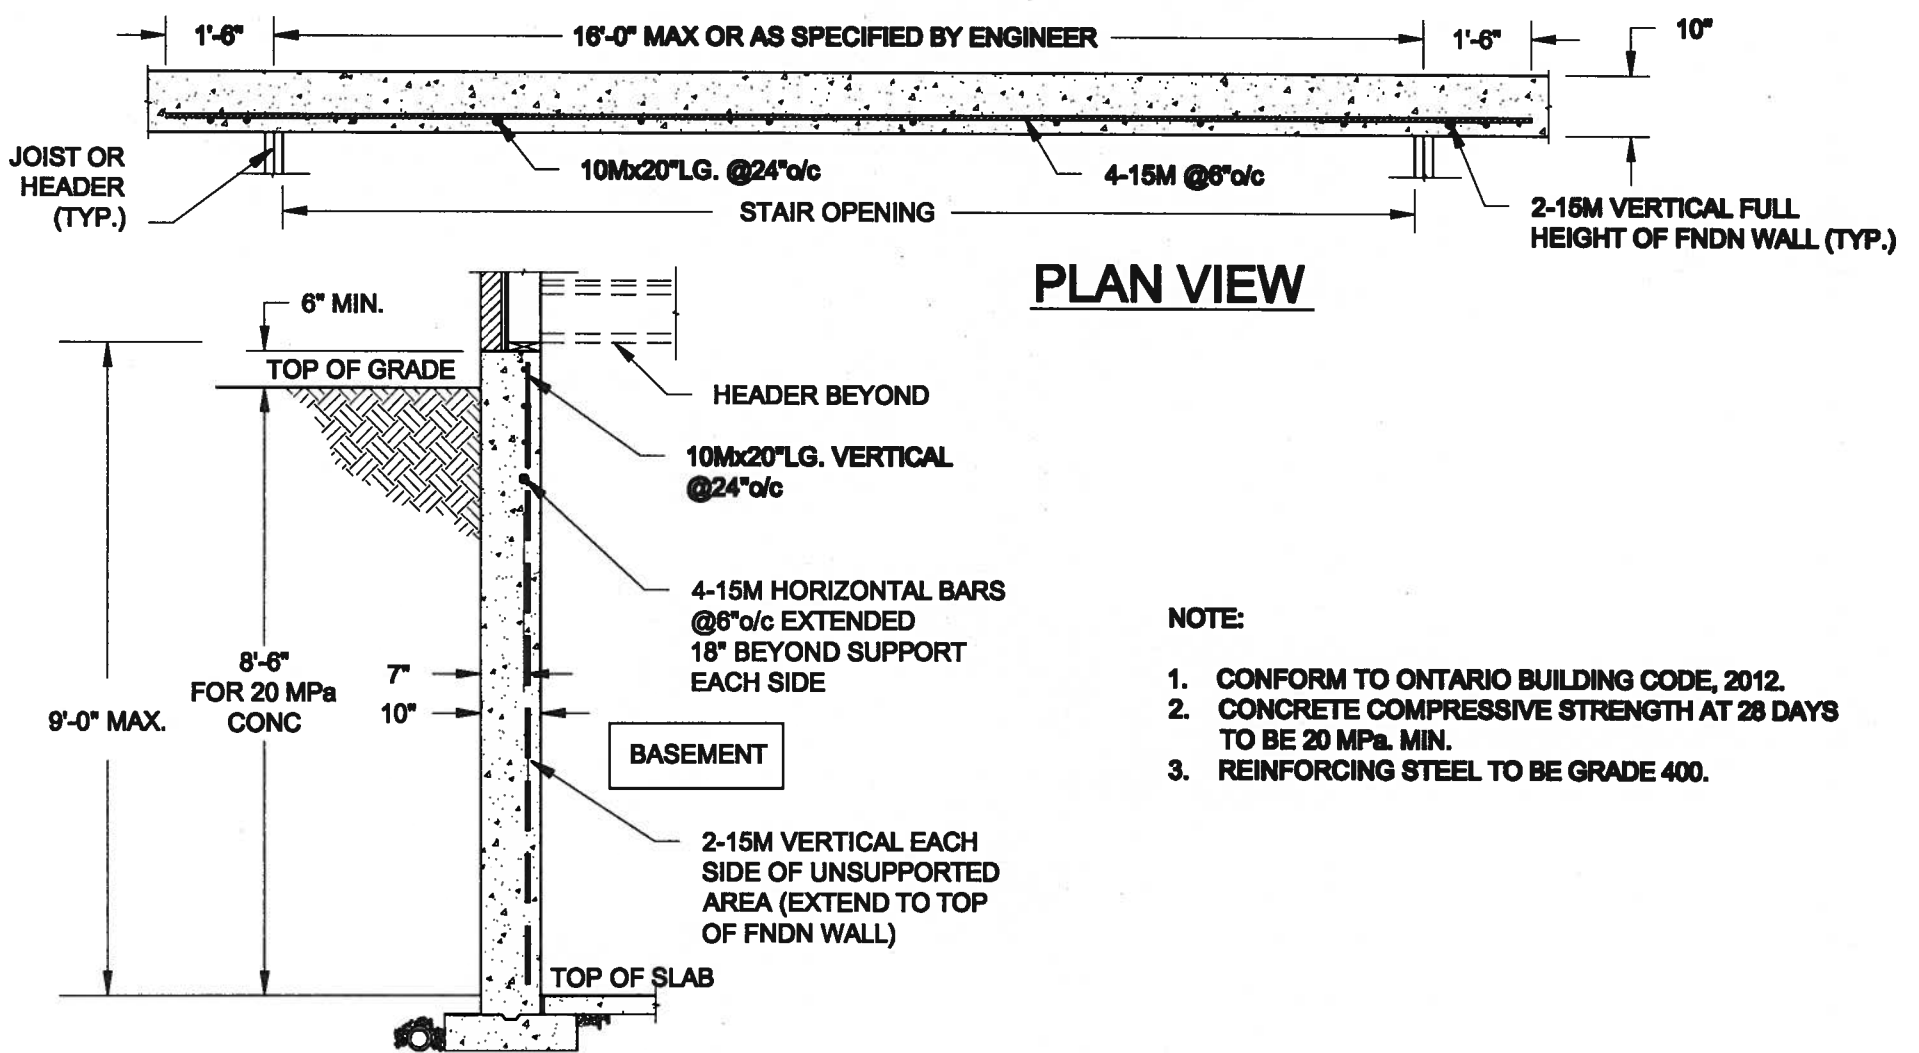 1'-6"
16'-0" MAX OR AS SPECIFIED BY ENGINEER
1'-6"
10"
JOIST OR
HEADER
(TYP.)
10Mx20"LG. @24"o/c
4-15M @6"o/c
STAIR OPENING
2-15M VERTICAL FULL
HEIGHT OF FNDN WALL (TYP.)
PLAN VIEW
6" MIN.
TOP OF GRADE
HEADER BEYOND
10Mx20"LG. VERTICAL
@24"o/c
4-15M HORIZONTAL BARS
@6"o/c EXTENDED
18" BEYOND SUPPORT
EACH SIDE
8'-6"
FOR 20 MPa
CONC
9'-0" MAX.
7"
10"
BASEMENT
2-15M VERTICAL EACH
SIDE OF UNSUPPORTED
AREA (EXTEND TO TOP
OF FNDN WALL)
TOP OF SLAB
NOTE:
1. CONFORM TO ONTARIO BUILDING CODE, 2012.
2. CONCRETE COMPRESSIVE STRENGTH AT 28 DAYS
TO BE 20 MPa. MIN.
3. REINFORCING STEEL TO BE GRADE 400.